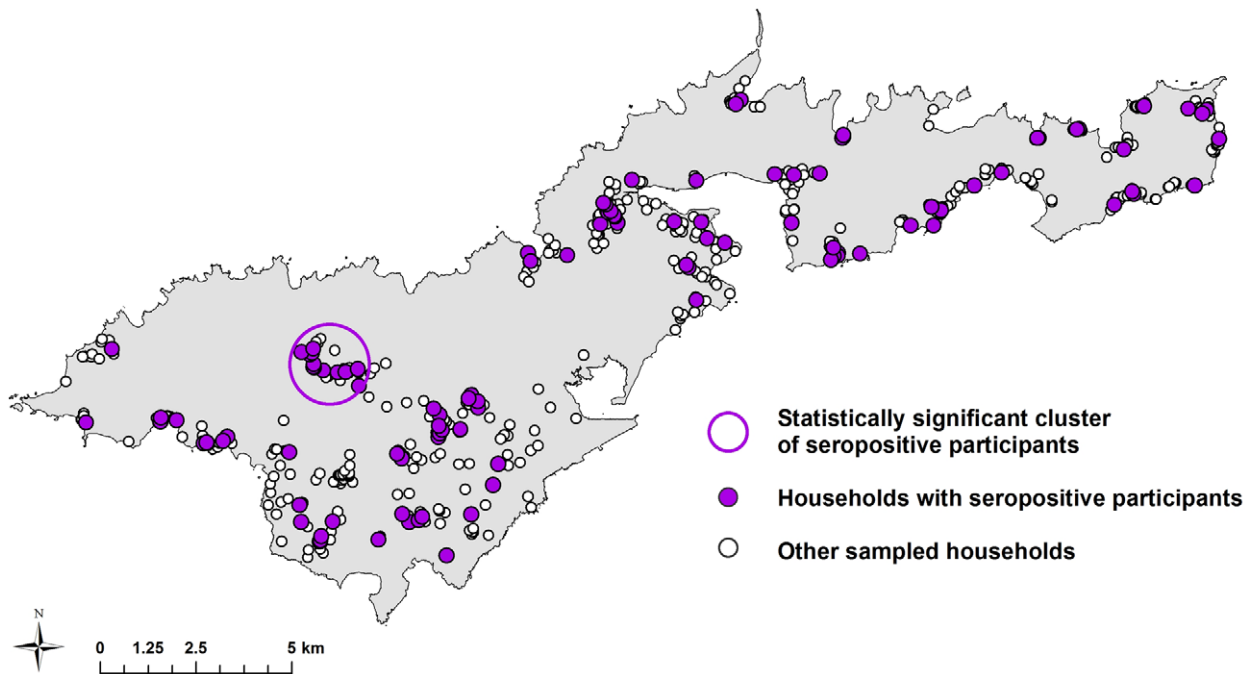 Statistically significant cluster
of seropositive participants
Households with seropositive participants
Other sampled households
N
0 1.25 2.5 5 km